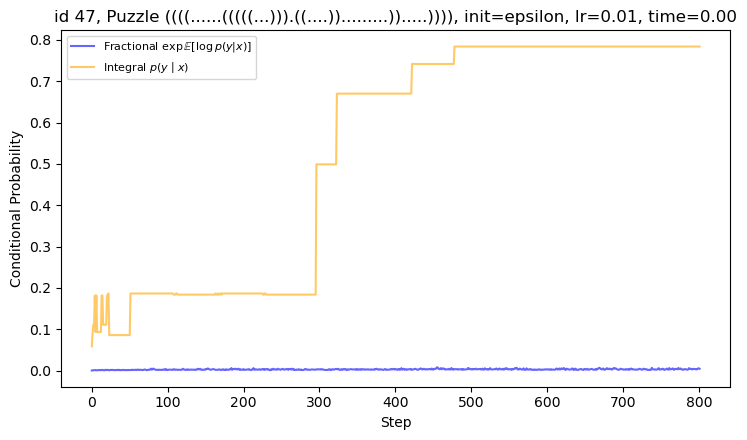 id 47, Puzzle ((((......(((((...))).((....)).........)).....)))), init=epsilon, lr=0.01, time=0.00
Fractional exp𝔼[log p(y|x)]
Integral p(y | x)
Conditional Probability
0.8
0.7
0.6
0.5
0.4
0.3
0.2
0.1
0.0
0 100 200 300 400 500 600 700 800
Step